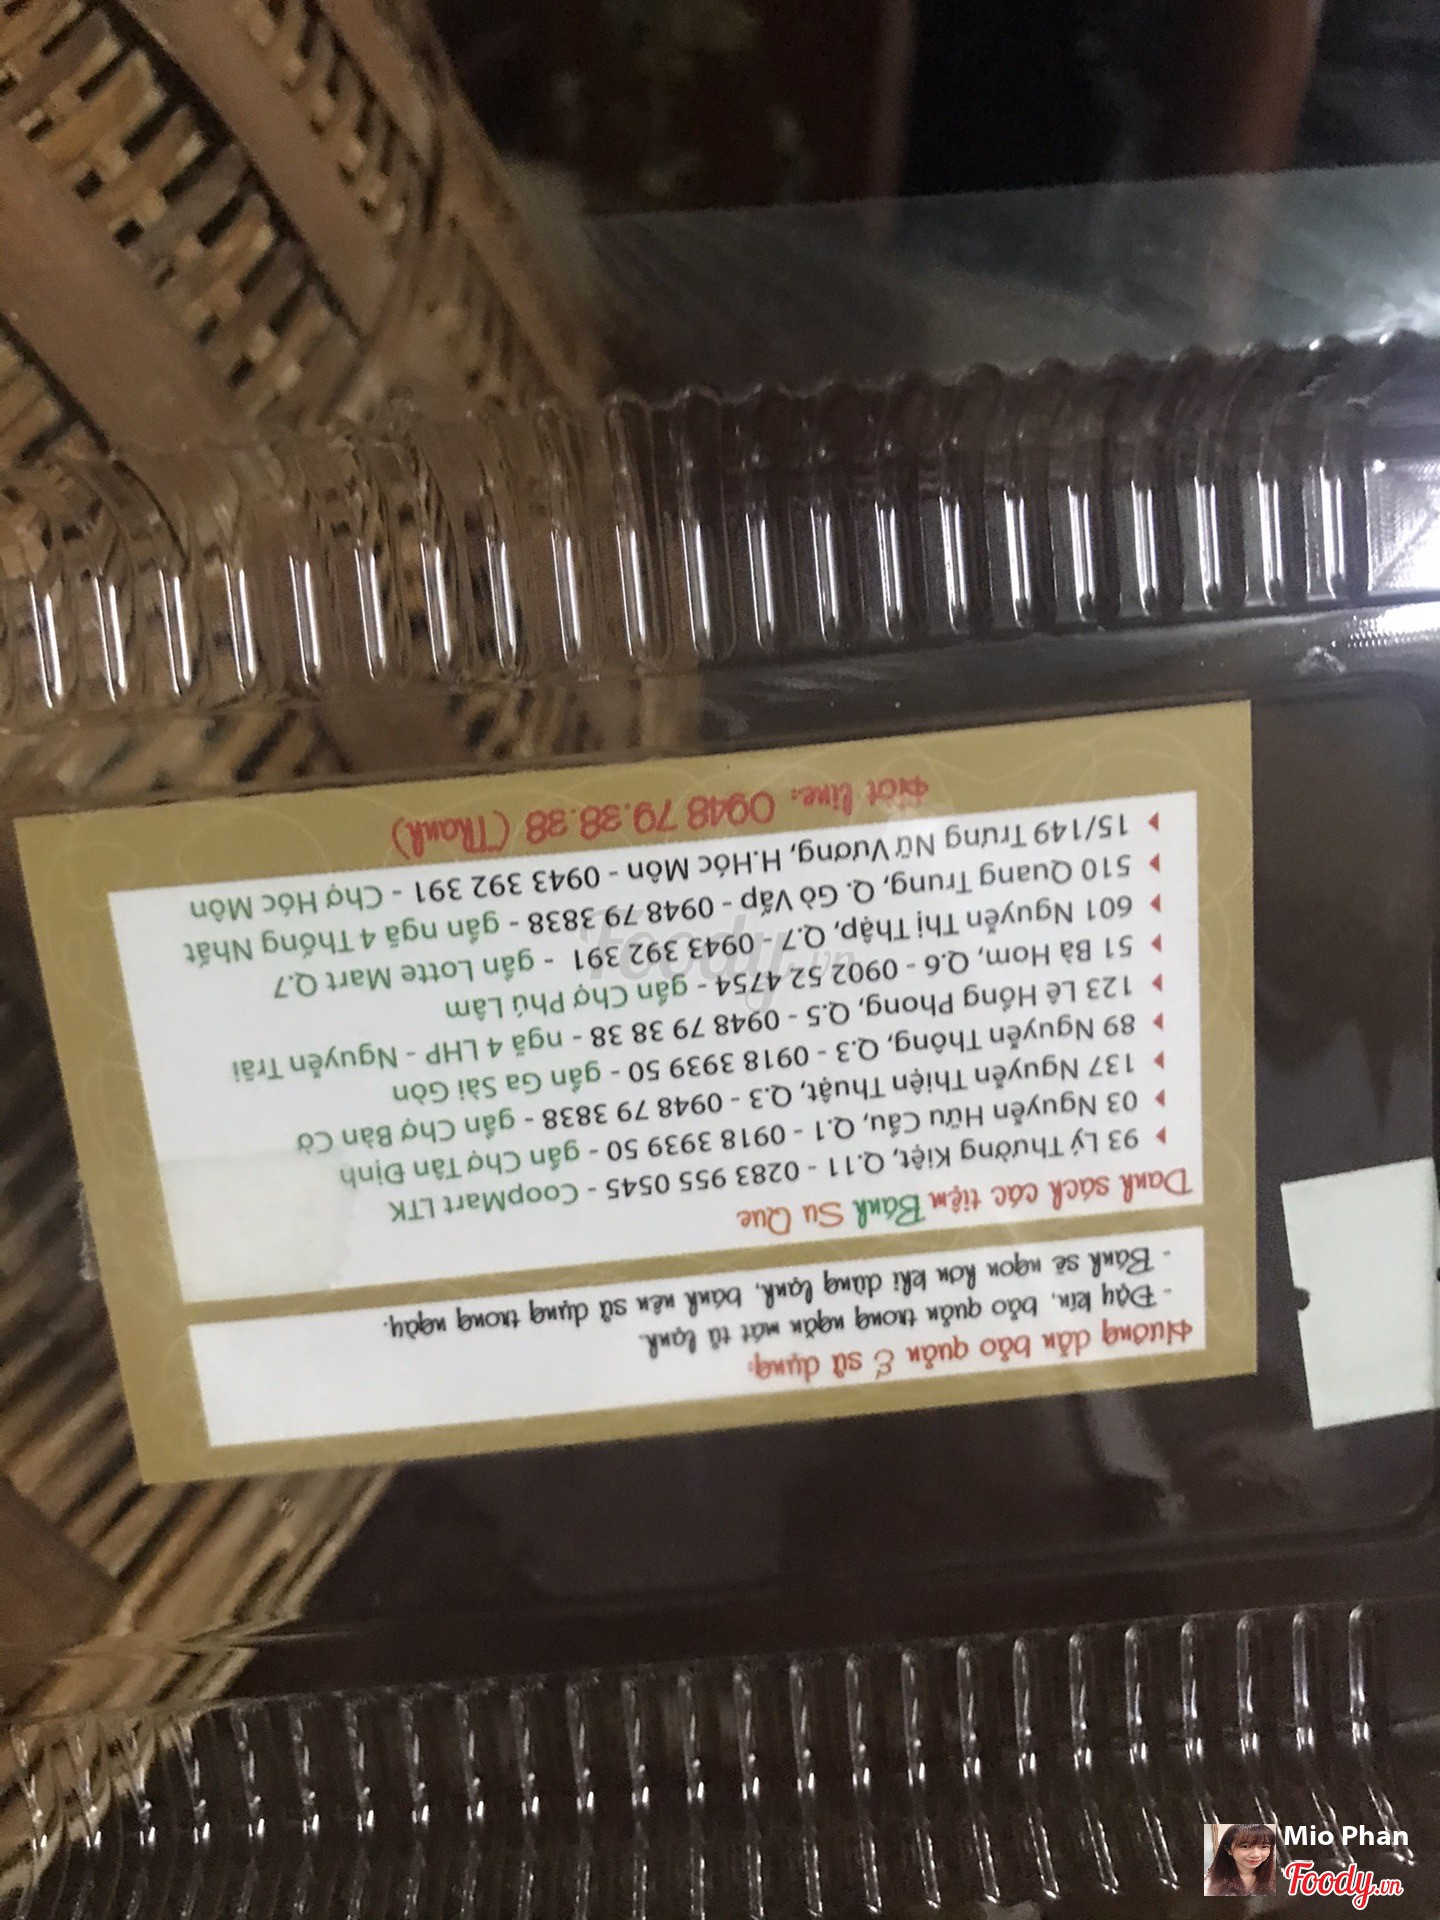 Hướng dẫn bảo quản & sử dụng:
- Đậy kín, bảo quản trong ngăn mát tủ lạnh.
- Bánh sẽ ngon hơn khi dùng lạnh, bánh nên sử dụng trong ngày.
Danh sách các tiệm Bánh Su Que
93 Lý Thường Kiệt, Q.11 - 0283 955 0545 - CoopMart LTK
03 Nguyễn Hữu Cầu, Q.1 - 0918 3939 50 - gần Chợ Tân Định
137 Nguyễn Thiện Thuật, Q.3 - 0948 79 3838 - gần Chợ Bàn Cờ
89 Nguyễn Thông, Q.3 - 0918 3939 50 - gần Ga Sài Gòn
123 Lê Hồng Phong, Q.5 - 0948 79 38 38 - ngã 4 LHP - Nguyễn Trãi
51 Bà Hom, Q.6 - 0902 52 4754 - gần Chợ Phú Lâm
601 Nguyễn Thị Thập, Q.7 - 0943 392 391 - gần Lotte Mart Q.7
510 Quang Trung, Q. Gò Vấp - 0948 79 3838 - gần ngã 4 Thống Nhất
15/149 Trưng Nữ Vương, H.Hóc Môn - 0943 392 391 - Chợ Hóc Môn
Hot line: 0948 79.38.38 (Thanh)
Foody.vn
Mio Phan
Foody.vn